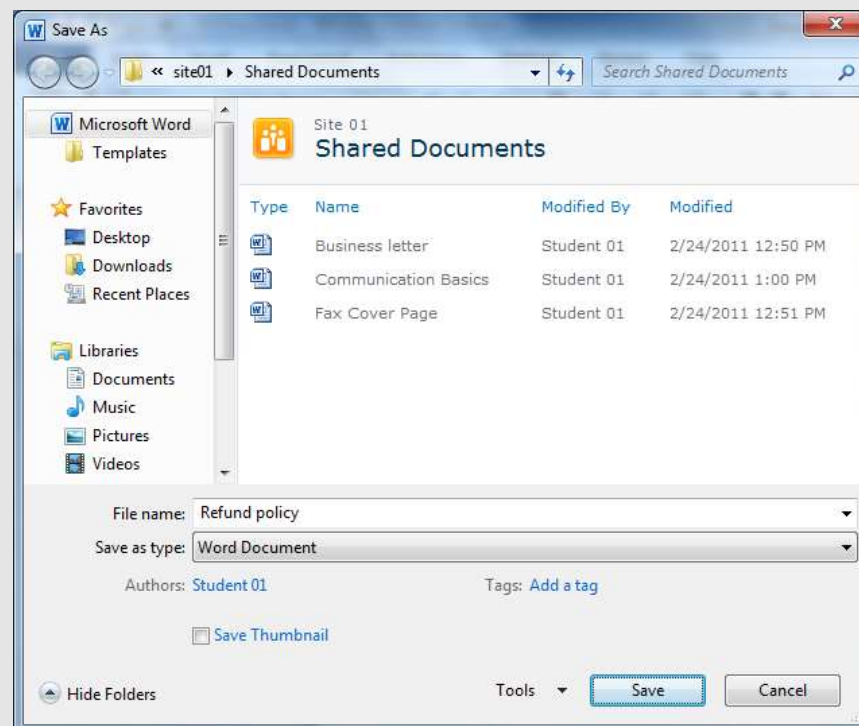 Save As
« site01 ▸ Shared Documents
Search Shared Documents
Microsoft Word
Templates
Favorites
Desktop
Downloads
Recent Places
Libraries
Documents
Music
Pictures
Videos
Site 01
Shared Documents
Type Name Modified By Modified
Business letter Student 01 2/24/2011 12:50 PM
Communication Basics Student 01 2/24/2011 1:00 PM
Fax Cover Page Student 01 2/24/2011 12:51 PM
File name: Refund policy
Save as type: Word Document
Authors: Student 01 Tags: Add a tag
Save Thumbnail
Hide Folders Tools Save Cancel